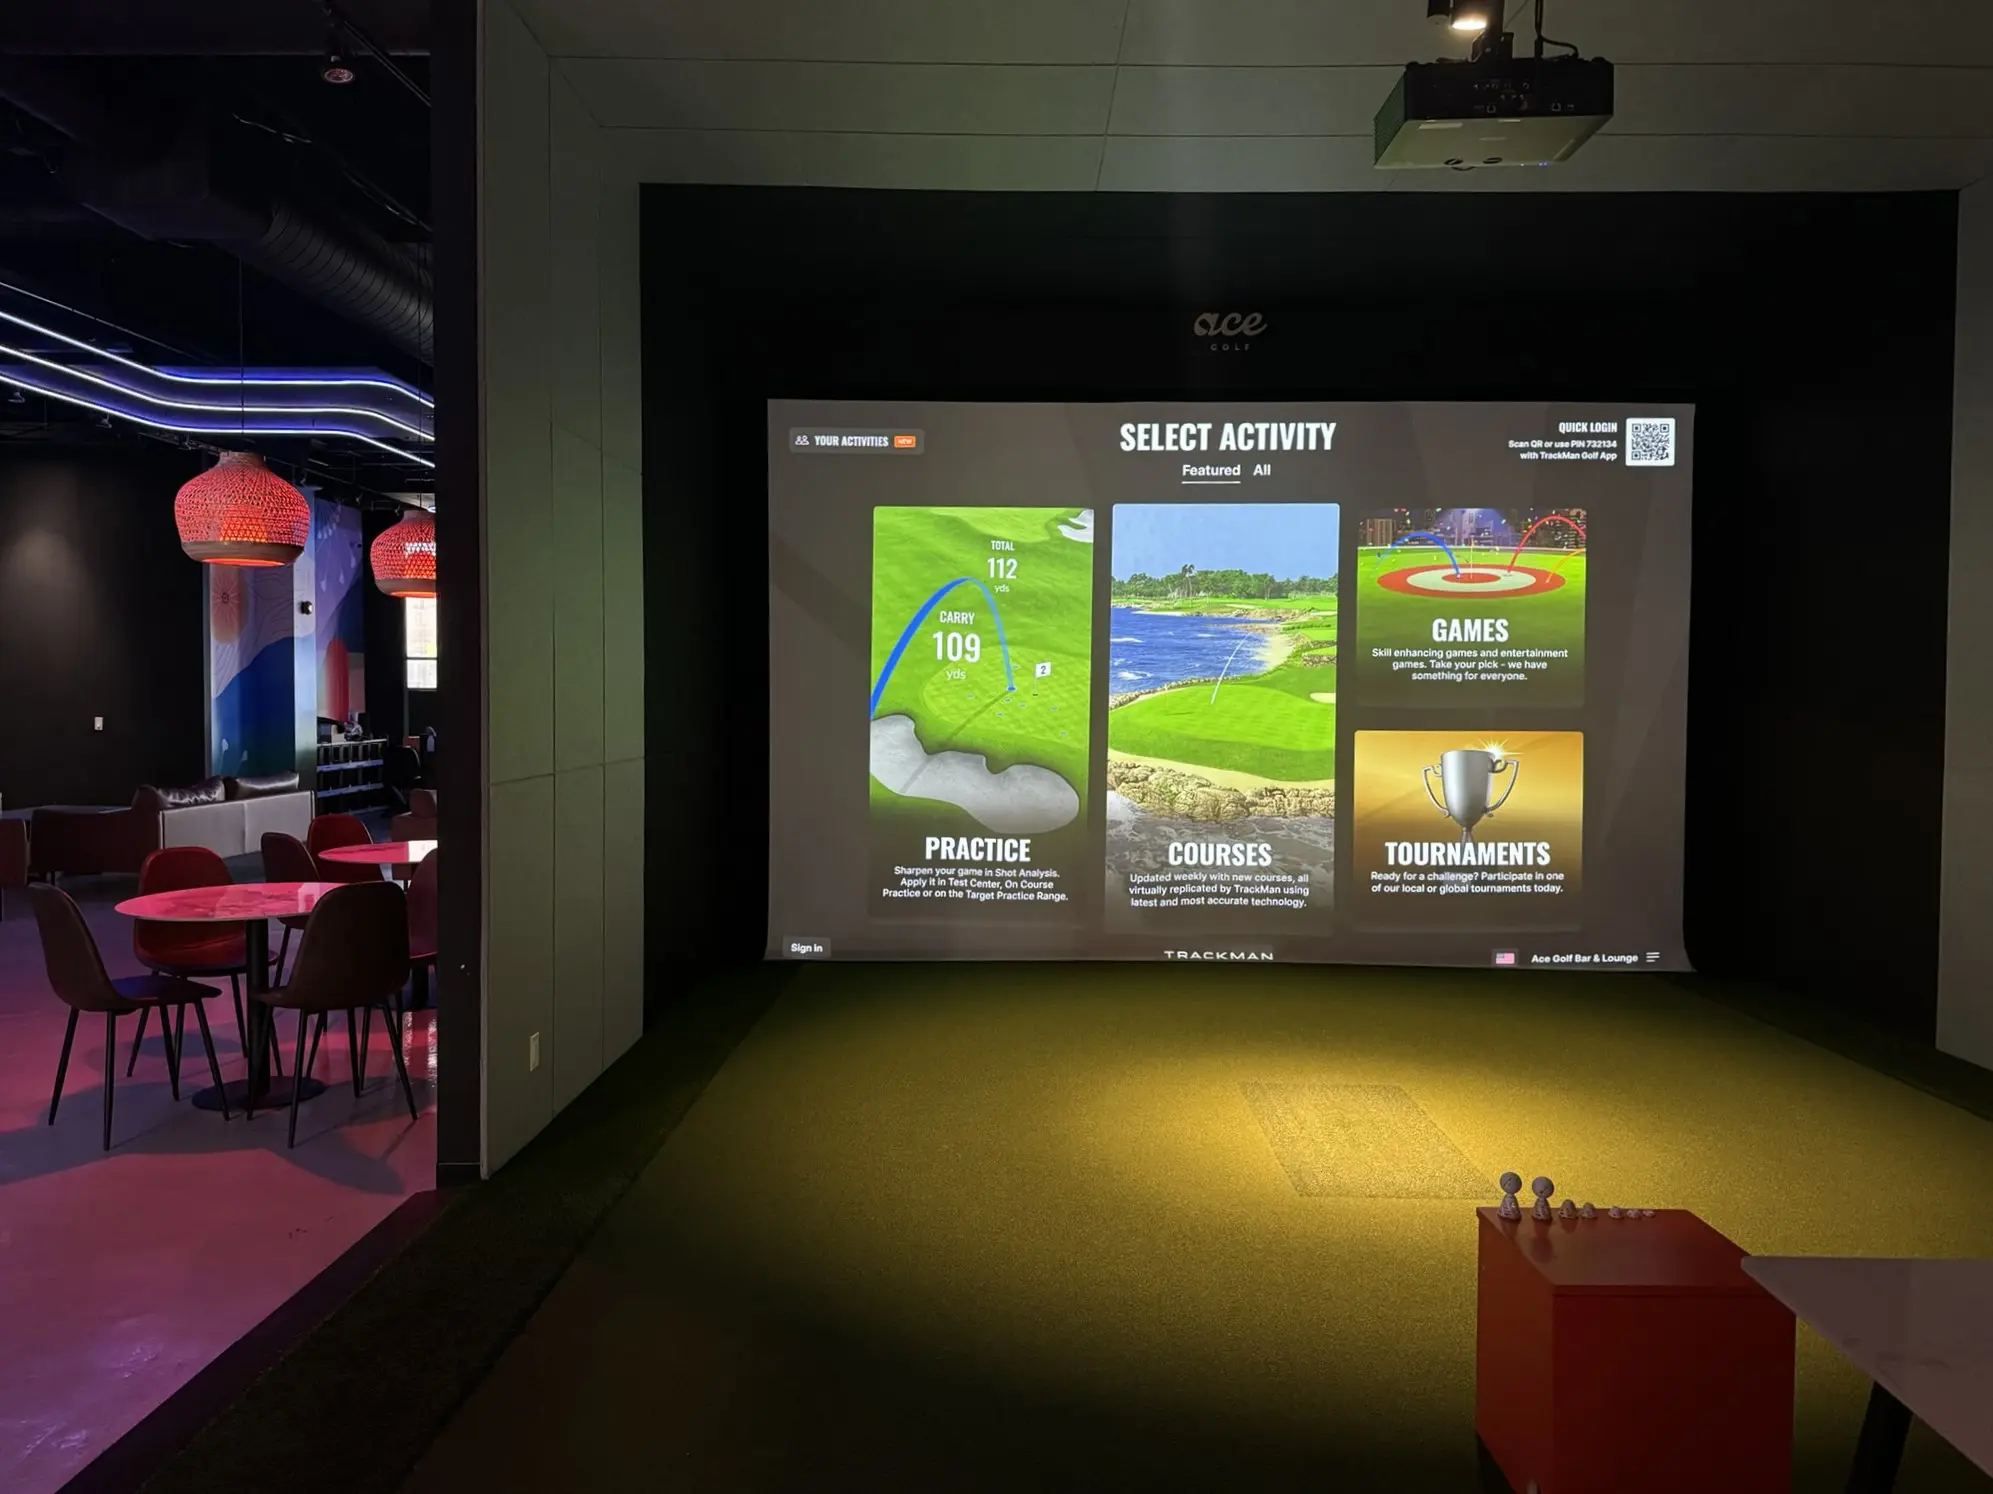 ace
GOLF
YOUR ACTIVITIES NEW
SELECT ACTIVITY
Featured All
QUICK LOGIN
Scan QR or use PIN 732134
with TrackMan Golf App
TOTAL
112
yds
CARRY
109
yds
2
PRACTICE
Sharpen your game in Shot Analysis.
Apply it in Test Center, On Course
Practice or on the Target Practice Range.
COURSES
Updated weekly with new courses, all
virtually replicated by TrackMan using
latest and most accurate technology.
GAMES
Skill enhancing games and entertainment
games. Take your pick - we have
something for everyone.
TOURNAMENTS
Ready for a challenge? Participate in one
of our local or global tournaments today.
Sign in
TRACKMAN
Ace Golf Bar & Lounge